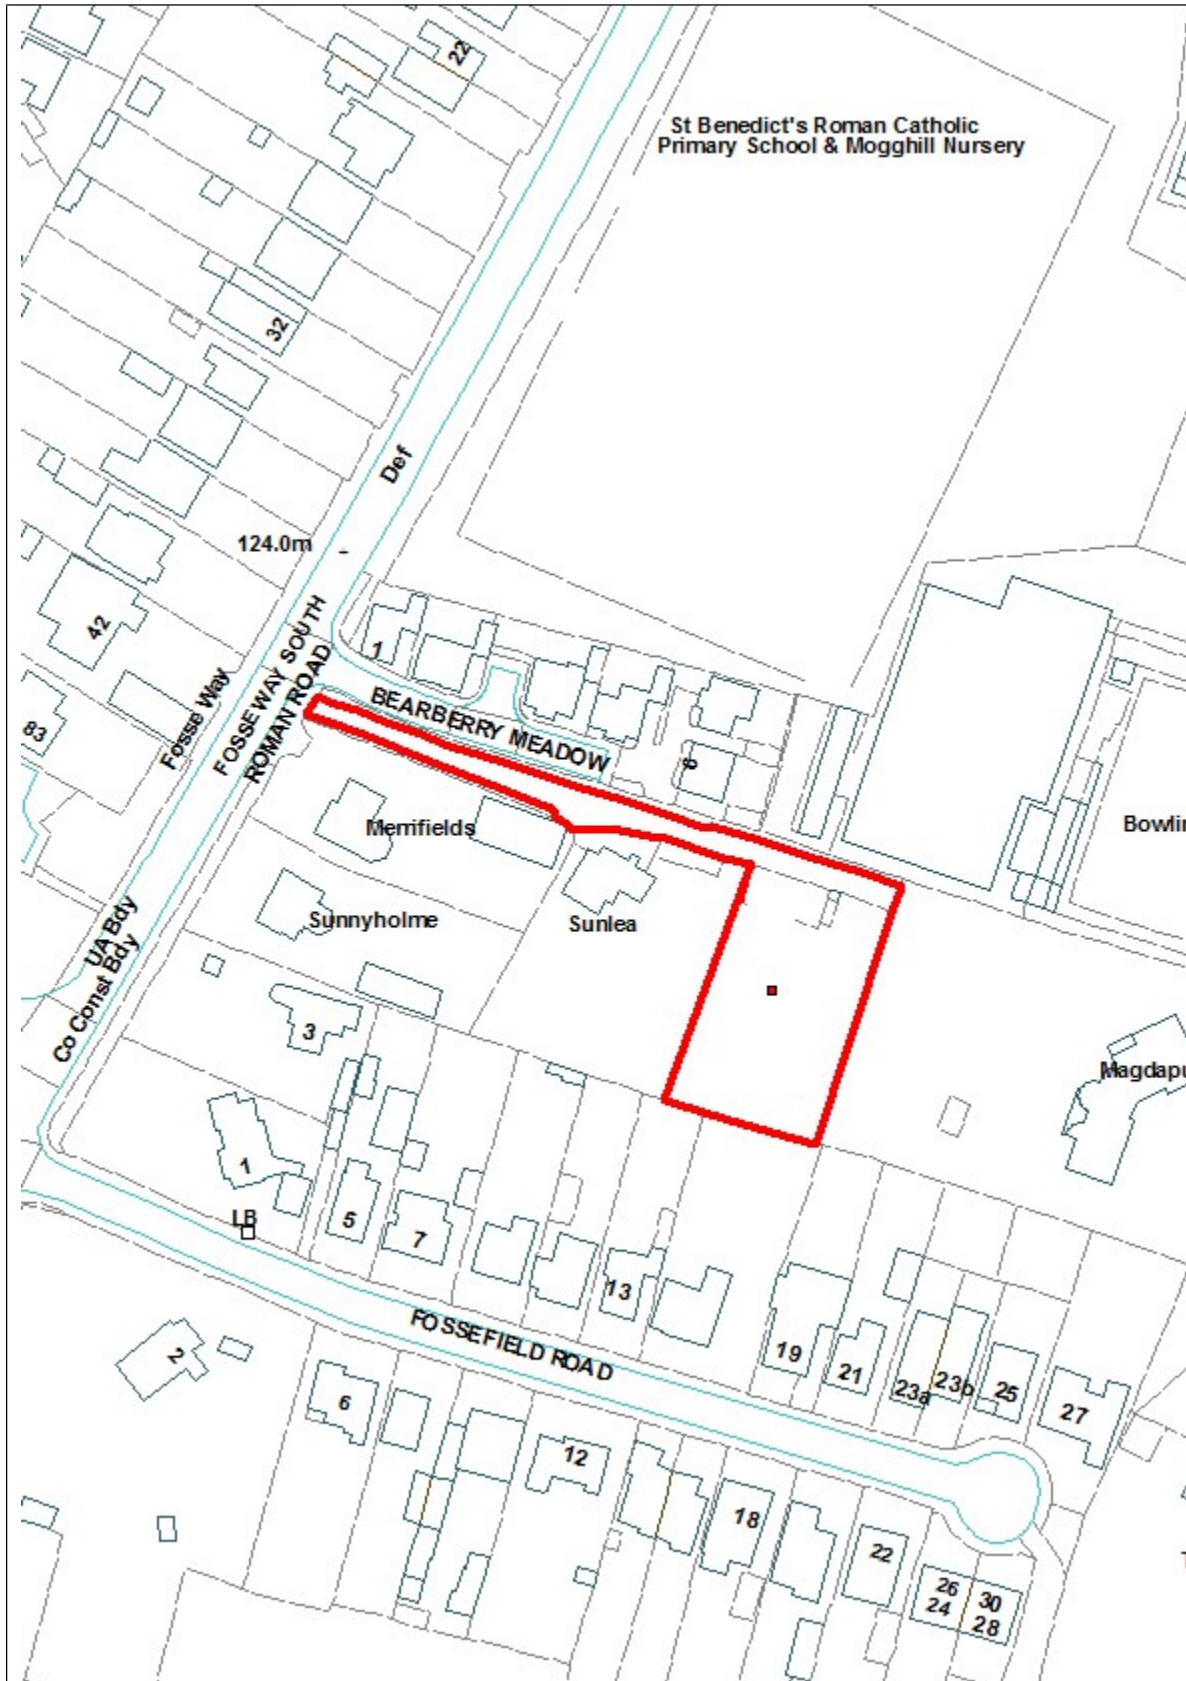 22
St Benedict's Roman Catholic
Primary School & Mogghill Nursery
32
Def
124.0m
42
1
FOSSEWAY SOUTH
ROMAN ROAD
Fosse Way
BEARBERRY MEADOW
8
83
Merrifields
Bowlin
Sunnyholme
Sunlea
UA Bdy
Co Const Bdy
3
Magdapu
1
LB
5
7
13
FOSSEFIELD ROAD
19
21
23a
23b
25
27
2
6
12
18
22
26
24
30
28